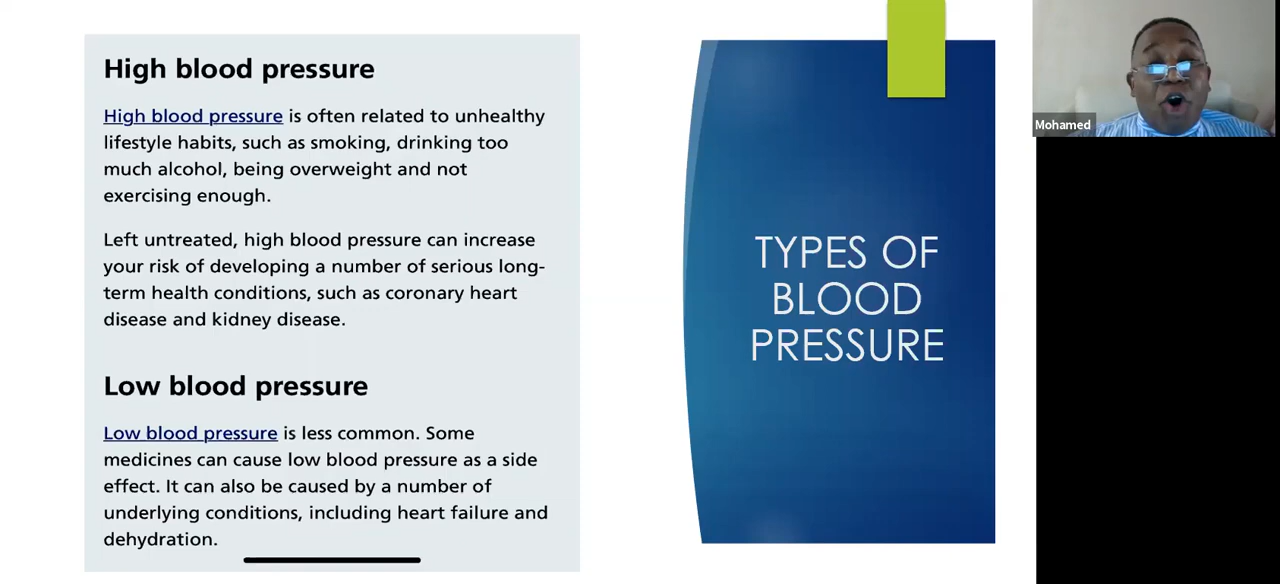 High blood pressure
High blood pressure is often related to unhealthy
lifestyle habits, such as smoking, drinking too
much alcohol, being overweight and not
exercising enough.
Left untreated, high blood pressure can increase
your risk of developing a number of serious long-
term health conditions, such as coronary heart
disease and kidney disease.
Low blood pressure
Low blood pressure is less common. Some
medicines can cause low blood pressure as a side
effect. It can also be caused by a number of
underlying conditions, including heart failure and
dehydration.
TYPES OF
BLOOD
PRESSURE
Mohamed